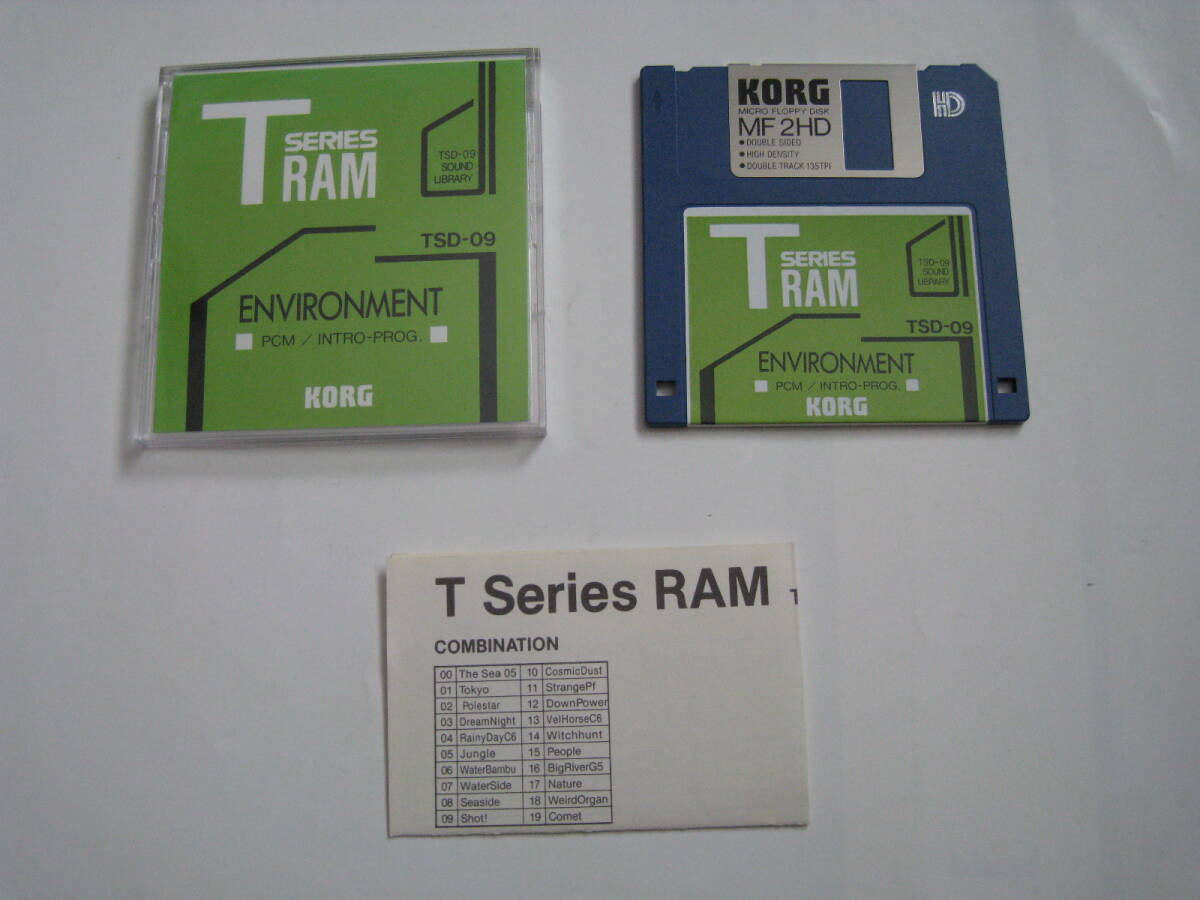 T SERIES
RAM
TSD-09
SOUND
LIBRARY
TSD-09
ENVIRONMENT
PCM / INTRO-PROG.
KORG
KORG
MICRO FLOPPY DISK
MF 2HD
• DOUBLE SIDED
• HIGH DENSITY
• DOUBLE TRACK 135TPI
HD
T SERIES
RAM
TSD-09
SOUND
LIBRARY
TSD-09
ENVIRONMENT
PCM / INTRO-PROG.
KORG
T Series RAM T
COMBINATION
00 The Sea 05 10 CosmicDust
01 Tokyo 11 StrangePf
02 Polestar 12 DownPower
03 DreamNight 13 VelHorseC6
04 RainyDayC6 14 Witchhunt
05 Jungle 15 People
06 WaterBambu 16 BigRiverG5
07 WaterSide 17 Nature
08 Seaside 18 WeirdOrgan
09 Shot! 19 Comet